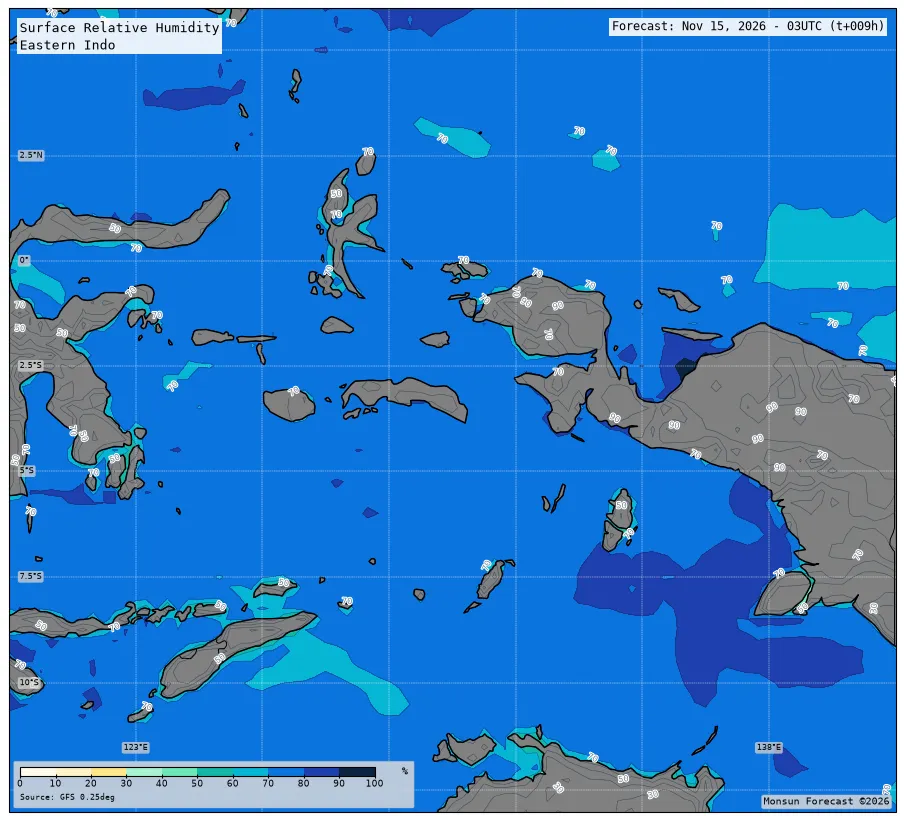 Surface Relative Humidity
Eastern Indo
Forecast: Nov 15, 2026 - 03UTC (t+009h)
2.5°N
0°
2.5°S
5°S
7.5°S
10°S
123°E
138°E
%
0 10 20 30 40 50 60 70 80 90 100
Source: GFS 0.25deg
Monsun Forecast ©2026